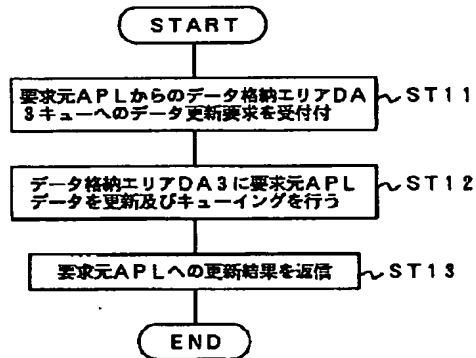 START
要求元APLからのデータ格納エリアDA
3キューへのデータ更新要求を受付付
ST11
データ格納エリアDA3に要求元APL
データを更新及びキューイングを行う
ST12
要求元APLへの更新結果を返信
ST13
END